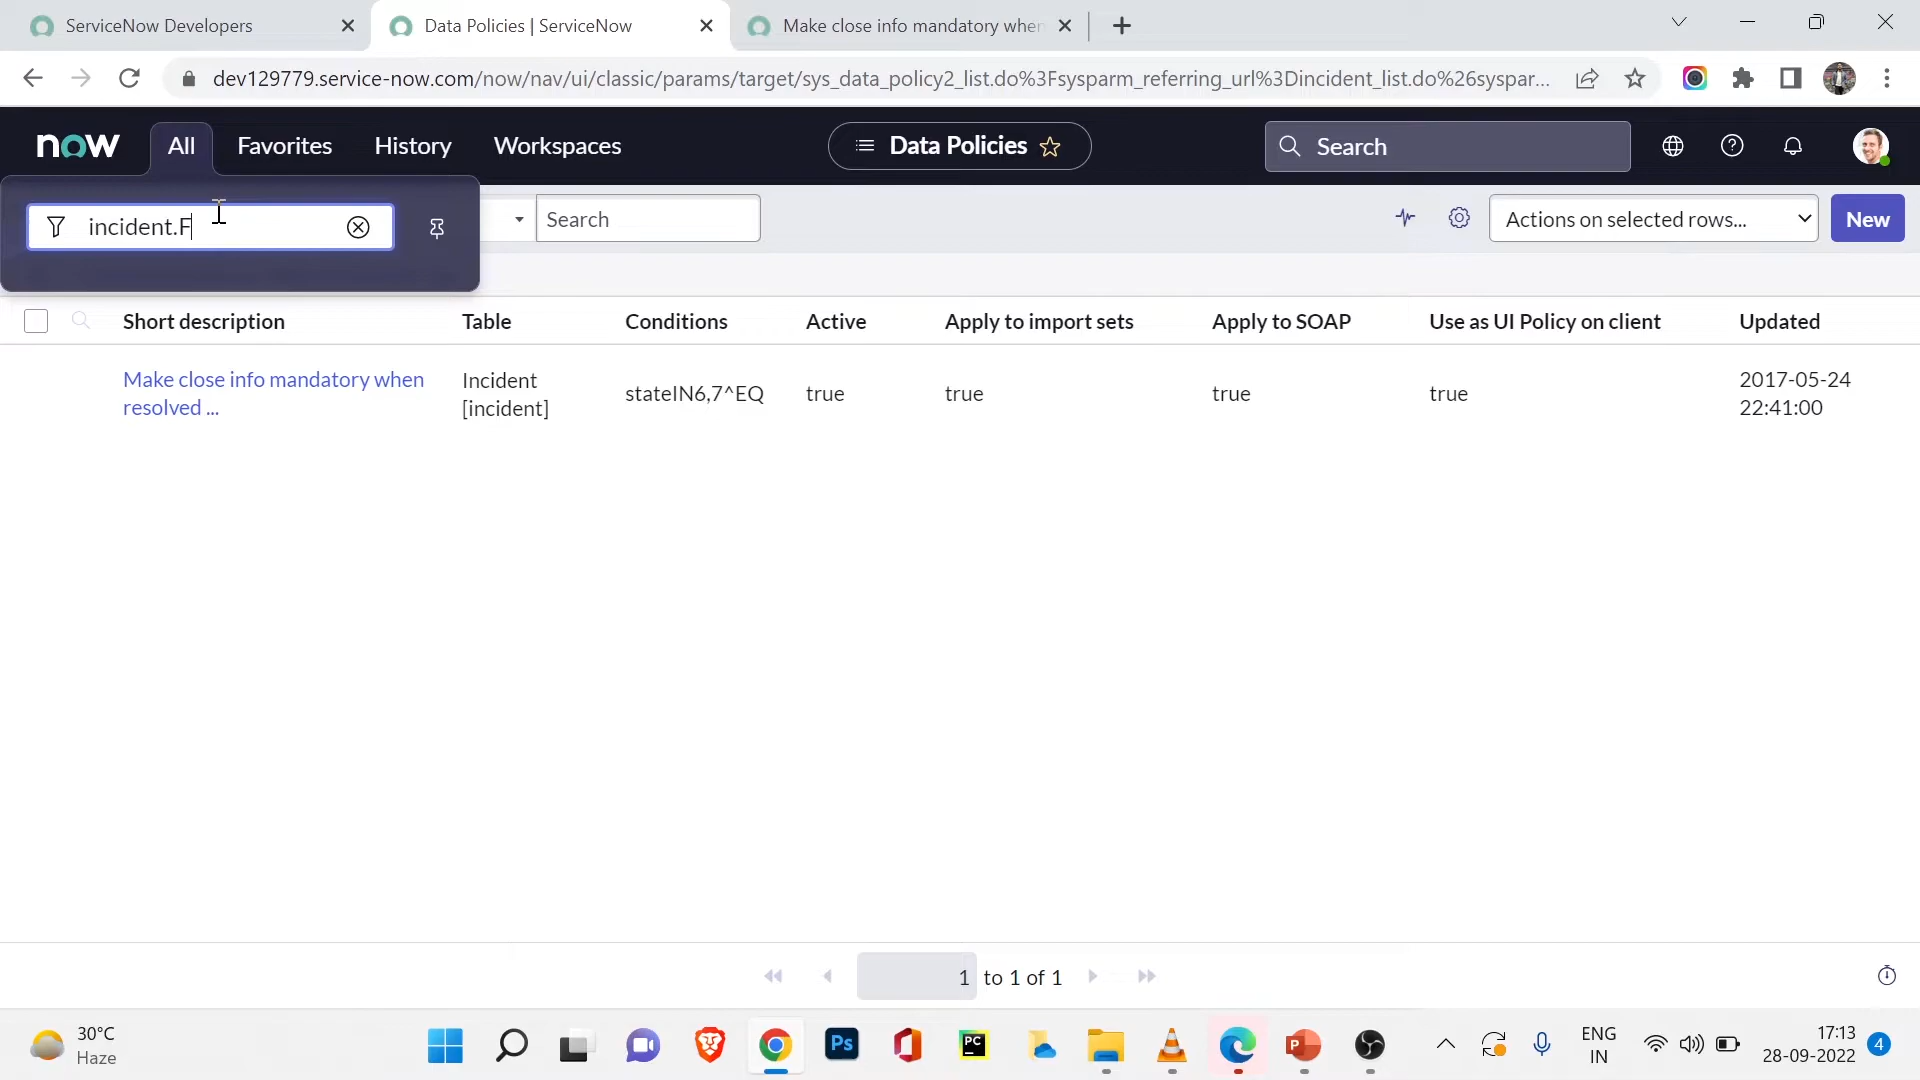 ServiceNow Developers
Data Policies | ServiceNow
Make close info mandatory when
dev129779.service-now.com/now/nav/ui/classic/params/target/sys_data_policy2_list.do%3Fsysparm_referring_url%3Dincident_list.do%26syspar...
now
All
Favorites
History
Workspaces
Data Policies
Search
incident.F
Search
Actions on selected rows...
New
Short description
Table
Conditions
Active
Apply to import sets
Apply to SOAP
Use as UI Policy on client
Updated
Make close info mandatory when
resolved ...
Incident
[incident]
stateIN6,7^EQ
true
true
true
true
2017-05-24
22:41:00
1 to 1 of 1
30°C
Haze
Ps
PC
P
ENG
IN
17:13
28-09-2022
4